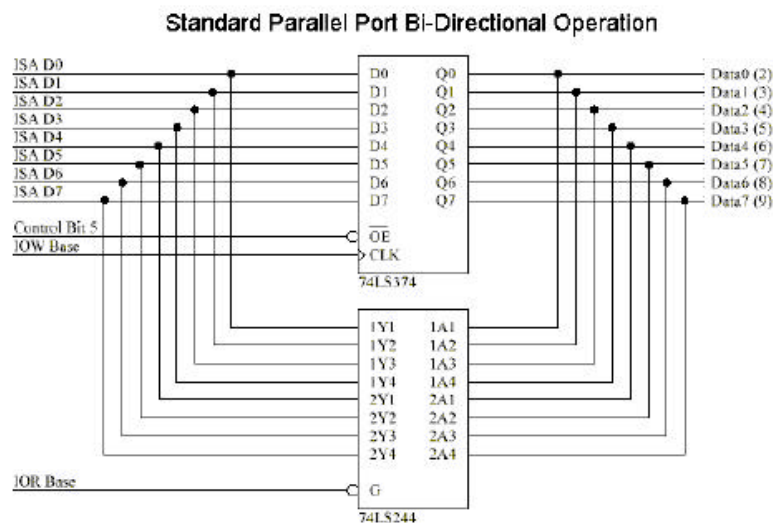 Standard Parallel Port Bi-Directional Operation
ISA D0
ISA D1
ISA D2
ISA D3
ISA D4
ISA D5
ISA D6
ISA D7
Control Bit 5
IOW Base
D0 Q0
D1 Q1
D2 Q2
D3 Q3
D4 Q4
D5 Q5
D6 Q6
D7 Q7
OE
CLK
74LS374
Data0 (2)
Data1 (3)
Data2 (4)
Data3 (5)
Data4 (6)
Data5 (7)
Data6 (8)
Data7 (9)
1Y1 1A1
1Y2 1A2
1Y3 1A3
1Y4 1A4
2Y1 2A1
2Y2 2A2
2Y3 2A3
2Y4 2A4
IOR Base
G
74LS244